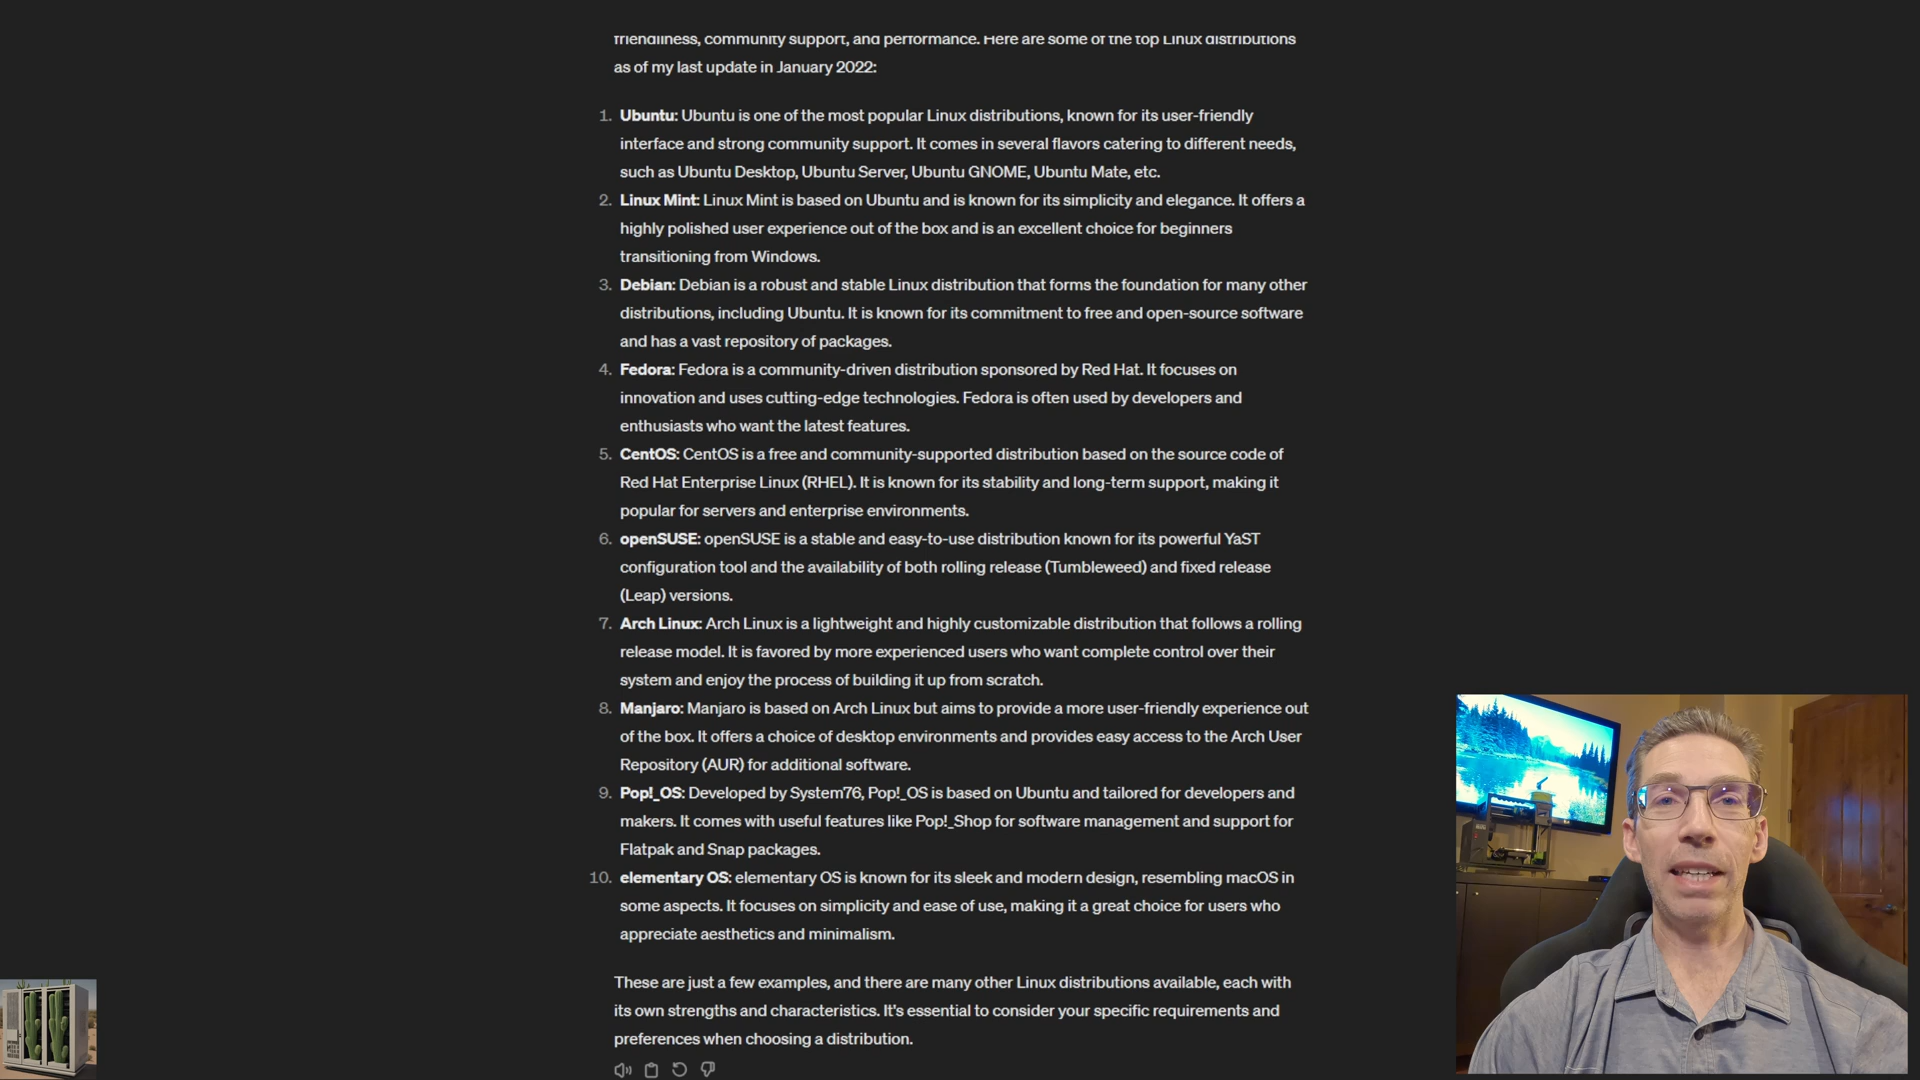 friendliness, community support, and performance. Here are some of the top Linux distributions
as of my last update in January 2022:
1. Ubuntu: Ubuntu is one of the most popular Linux distributions, known for its user-friendly
interface and strong community support. It comes in several flavors catering to different needs,
such as Ubuntu Desktop, Ubuntu Server, Ubuntu GNOME, Ubuntu Mate, etc.
2. Linux Mint: Linux Mint is based on Ubuntu and is known for its simplicity and elegance. It offers a
highly polished user experience out of the box and is an excellent choice for beginners
transitioning from Windows.
3. Debian: Debian is a robust and stable Linux distribution that forms the foundation for many other
distributions, including Ubuntu. It is known for its commitment to free and open-source software
and has a vast repository of packages.
4. Fedora: Fedora is a community-driven distribution sponsored by Red Hat. It focuses on
innovation and uses cutting-edge technologies. Fedora is often used by developers and
enthusiasts who want the latest features.
5. CentOS: CentOS is a free and community-supported distribution based on the source code of
Red Hat Enterprise Linux (RHEL). It is known for its stability and long-term support, making it
popular for servers and enterprise environments.
6. openSUSE: openSUSE is a stable and easy-to-use distribution known for its powerful YaST
configuration tool and the availability of both rolling release (Tumbleweed) and fixed release
(Leap) versions.
7. Arch Linux: Arch Linux is a lightweight and highly customizable distribution that follows a rolling
release model. It is favored by more experienced users who want complete control over their
system and enjoy the process of building it up from scratch.
8. Manjaro: Manjaro is based on Arch Linux but aims to provide a more user-friendly experience out
of the box. It offers a choice of desktop environments and provides easy access to the Arch User
Repository (AUR) for additional software.
9. Pop!_OS: Developed by System76, Pop!_OS is based on Ubuntu and tailored for developers and
makers. It comes with useful features like Pop!_Shop for software management and support for
Flatpak and Snap packages.
10. elementary OS: elementary OS is known for its sleek and modern design, resembling macOS in
some aspects. It focuses on simplicity and ease of use, making it a great choice for users who
appreciate aesthetics and minimalism.
These are just a few examples, and there are many other Linux distributions available, each with
its own strengths and characteristics. It's essential to consider your specific requirements and
preferences when choosing a distribution.